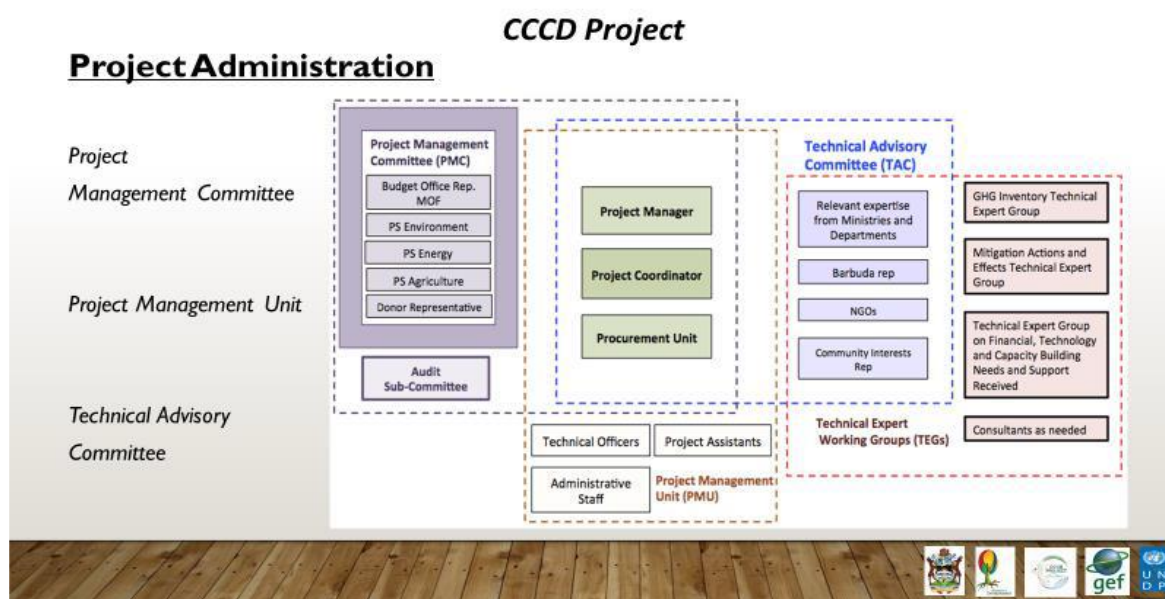 CCCD Project
Project Administration
Project
Management Committee
Project Management Unit
Technical Advisory
Committee
Project Management
Committee (PMC)
Budget Office Rep.
MOF
PS Environment
PS Energy
PS Agriculture
Donor Representative
Audit
Sub-Committee
Project Manager
Project Coordinator
Procurement Unit
Technical Officers
Project Assistants
Administrative
Staff
Project Management
Unit (PMU)
Technical Advisory
Committee (TAC)
Relevant expertise
from Ministries and
Departments
Barbuda rep
NGOs
Community Interests
Rep
Technical Expert
Working Groups (TEGs)
GHG Inventory Technical
Expert Group
Mitigation Actions and
Effects Technical Expert
Group
Technical Expert Group
on Financial, Technology
and Capacity Building
Needs and Support
Received
Consultants as needed
gef
U N
D P